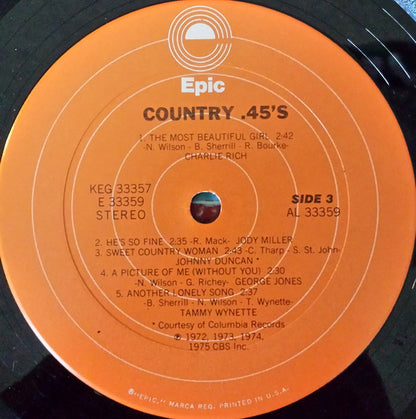 Epic
COUNTRY .45'S
1. THE MOST BEAUTIFUL GIRL 2:42
-N. Wilson - B. Sherrill - R. Bourke-
CHARLIE RICH
KEG 33357
E 33359
STEREO
SIDE 3
AL 33359
2. HE'S SO FINE 2:35 -R. Mack- JODY MILLER
3. SWEET COUNTRY WOMAN 2:43 -C. Tharp - S. St. John-
JOHNNY DUNCAN *
4. A PICTURE OF ME (WITHOUT YOU) 2:30
-N. Wilson - G. Richey- GEORGE JONES
5. ANOTHER LONELY SONG 2:37
-B. Sherrill - N. Wilson - T. Wynette-
TAMMY WYNETTE
* Courtesy of Columbia Records
℗ 1972, 1973, 1974,
1975 CBS Inc.
®-"EPIC," MARCA REG. PRINTED IN U.S.A.